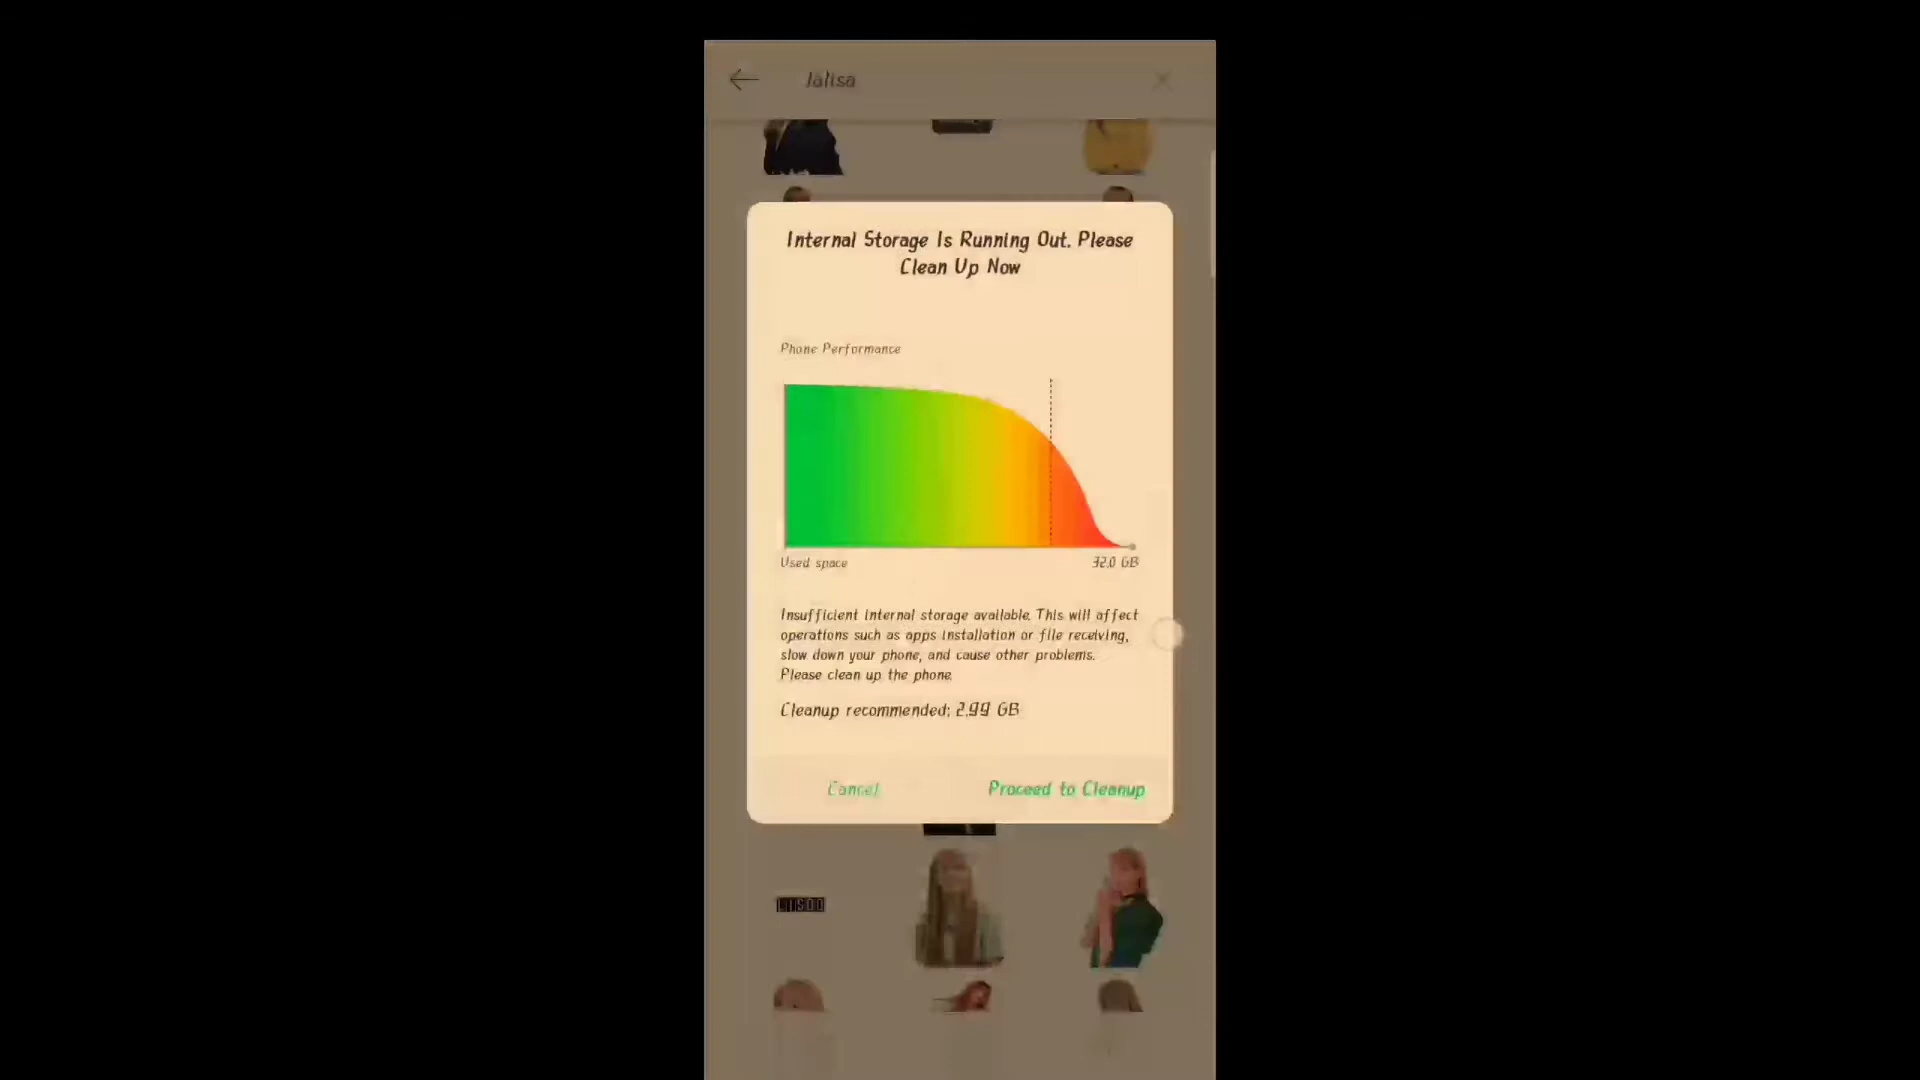 Jalisa
Internal Storage Is Running Out. Please
Clean Up Now
Phone Performance
Used space
32.0 GB
Insufficient internal storage available. This will affect
operations such as apps installation or file receiving,
slow down your phone, and cause other problems.
Please clean up the phone.
Cleanup recommended: 2.99 GB
Cancel
Proceed to Cleanup